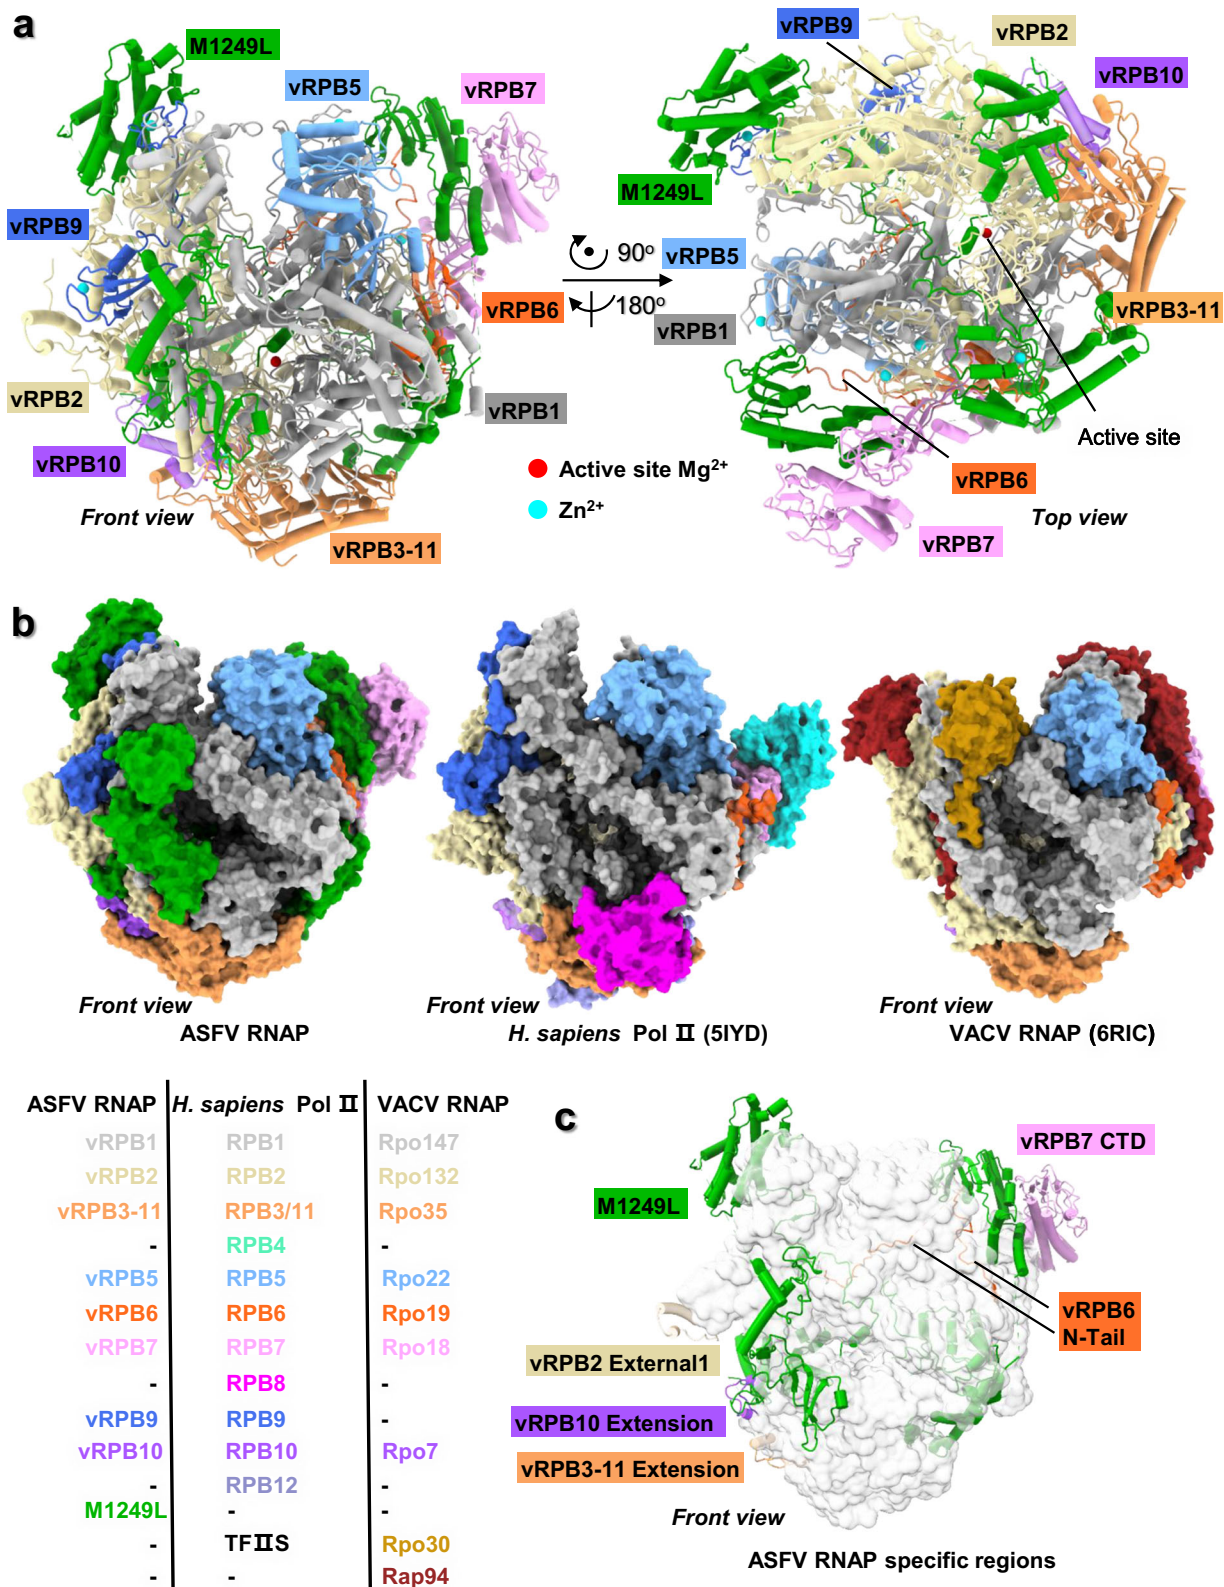 a
M1249L
vRPB5
vRPB7
vRPB9
vRPB2
vRPB10
vRPB6
vRPB1
vRPB3-11
Front view
90º
180º
Active site Mg²⁺
Zn²⁺
vRPB9
vRPB2
vRPB10
M1249L
vRPB5
vRPB1
vRPB3-11
Active site
vRPB6
vRPB7
Top view
b
Front view
ASFV RNAP
Front view
H. sapiens Pol II (5IYD)
Front view
VACV RNAP (6RIC)
ASFV RNAP H. sapiens Pol II VACV RNAP
vRPB1 RPB1 Rpo147
vRPB2 RPB2 Rpo132
vRPB3-11 RPB3/11 Rpo35
- RPB4 -
vRPB5 RPB5 Rpo22
vRPB6 RPB6 Rpo19
vRPB7 RPB7 Rpo18
- RPB8 -
vRPB9 RPB9 -
vRPB10 RPB10 Rpo7
- RPB12 -
M1249L - -
- TFIIS Rpo30
- - Rap94
c
vRPB7 CTD
M1249L
vRPB6
N-Tail
vRPB2 External1
vRPB10 Extension
vRPB3-11 Extension
Front view
ASFV RNAP specific regions